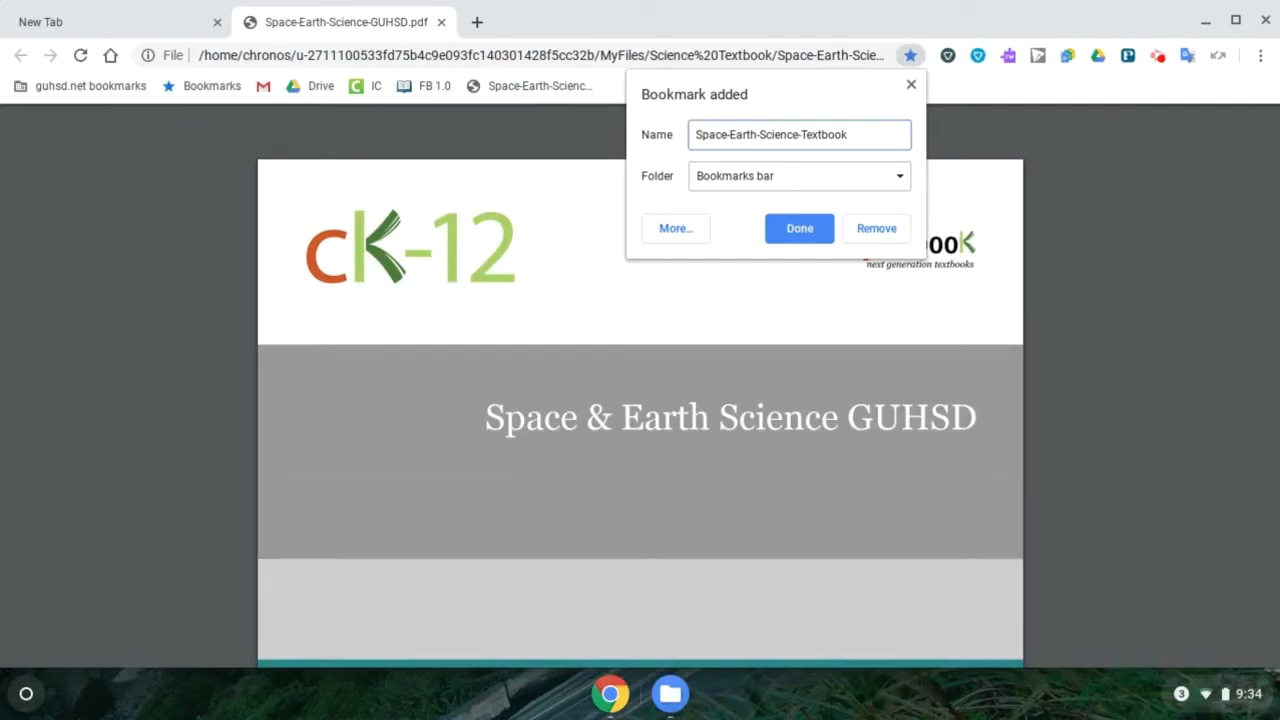 New Tab
Space-Earth-Science-GUHSD.pdf
File
/home/chronos/u-2711100533fd75b4c9e093fc140301428f5cc32b/MyFiles/Science%20Textbook/Space-Earth-Scie...
guhsd.net bookmarks
Bookmarks
Drive
IC
FB 1.0
Space-Earth-Scienc...
Bookmark added
Name
Space-Earth-Science-Textbook
Folder
Bookmarks bar
More...
Done
Remove
cK-12
next generation textbooks
Space & Earth Science GUHSD
3
9:34